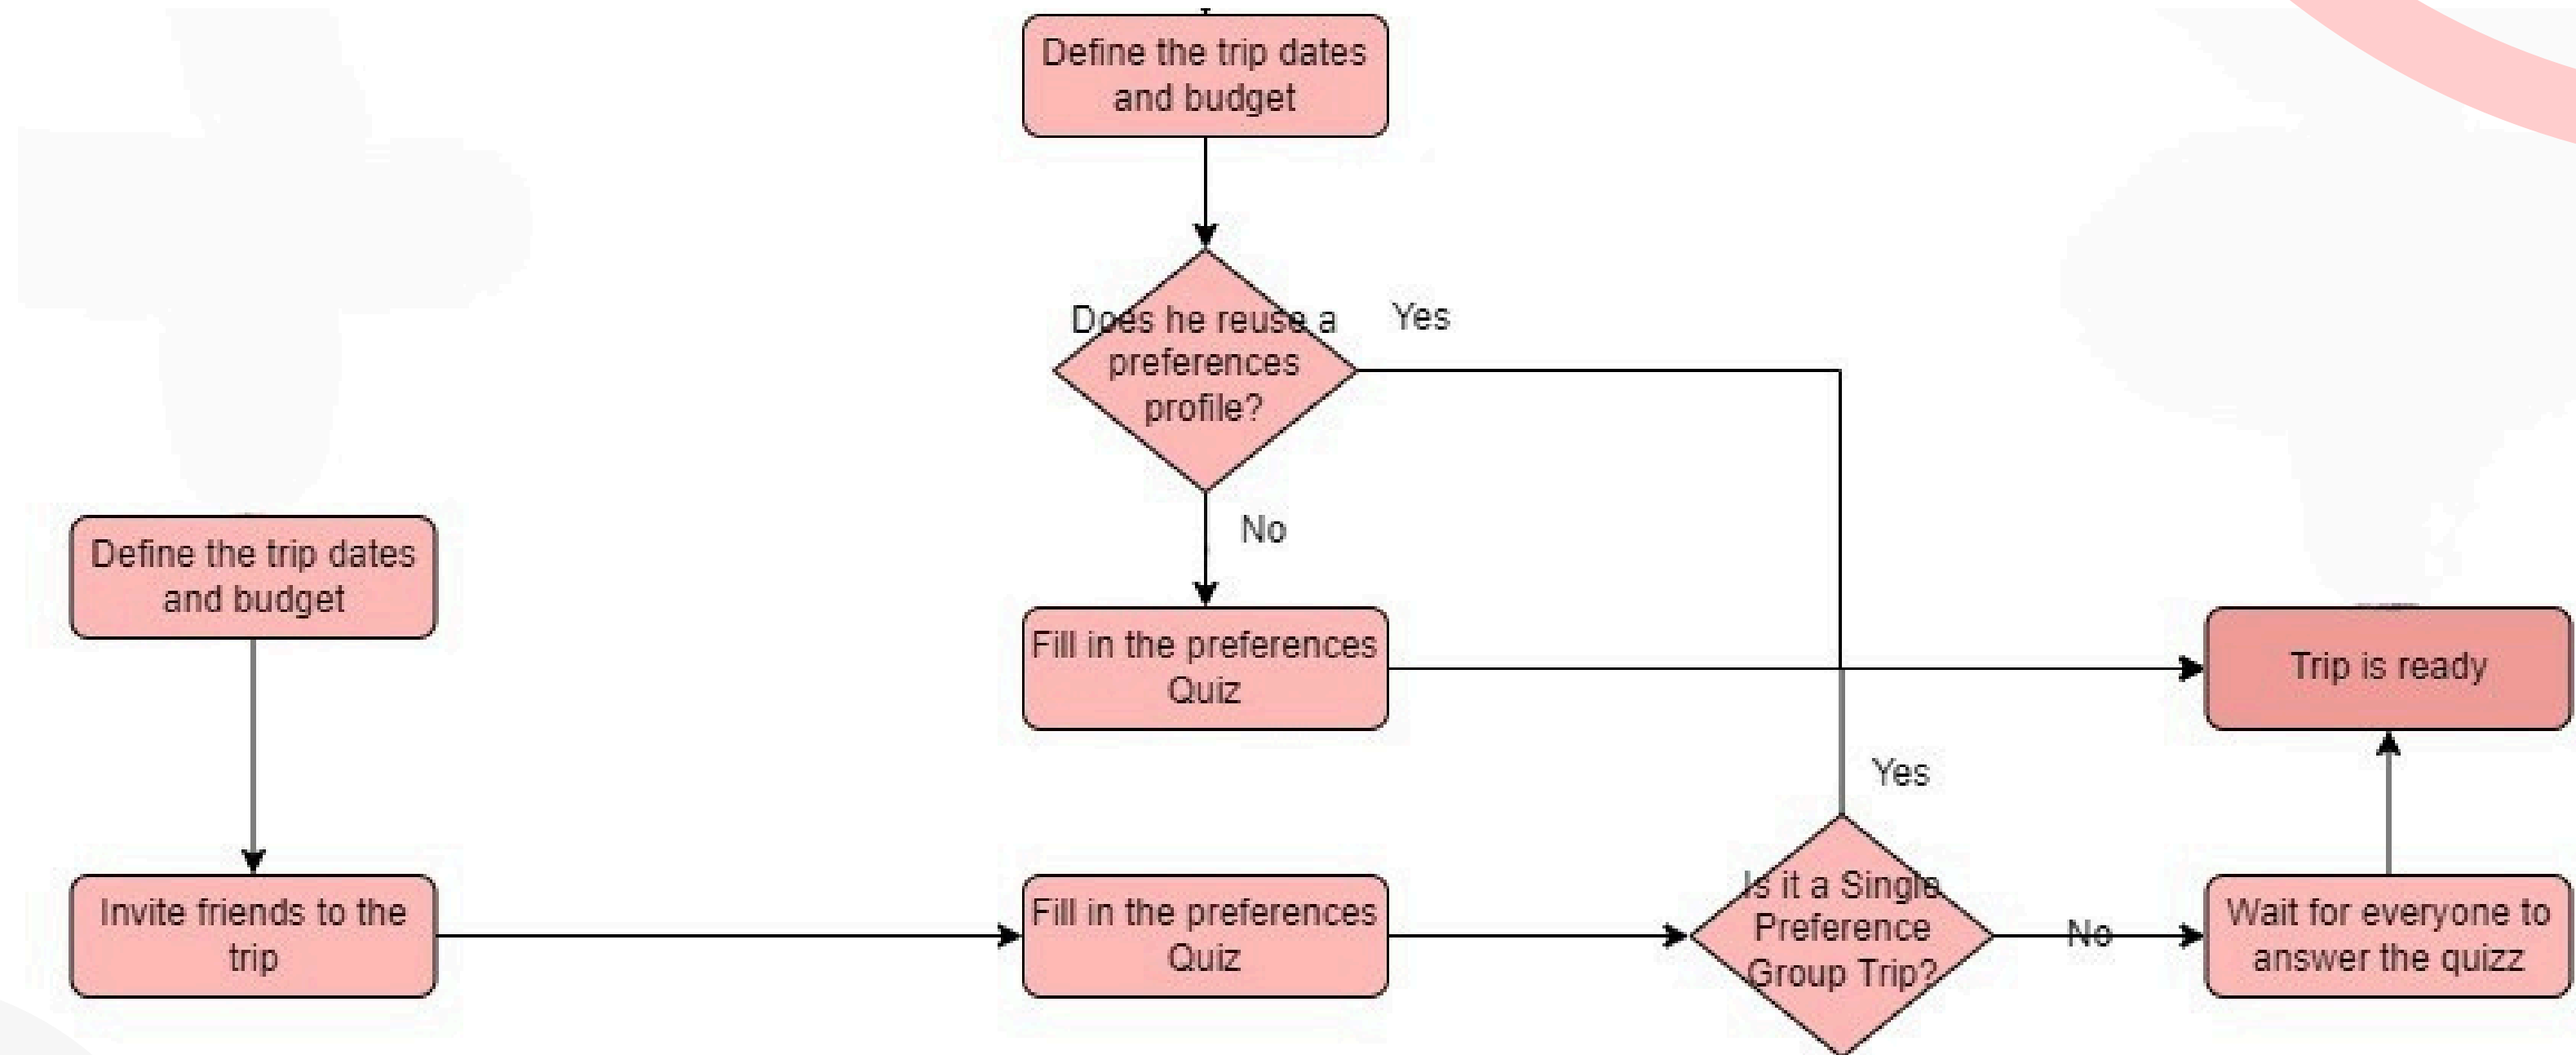 Define the trip dates
and budget
Does he reuse a
preferences
profile?
Yes
No
Define the trip dates
and budget
Fill in the preferences
Quiz
Trip is ready
Yes
Invite friends to the
trip
Fill in the preferences
Quiz
Is it a Single
Preference
Group Trip?
No
Wait for everyone to
answer the quizz